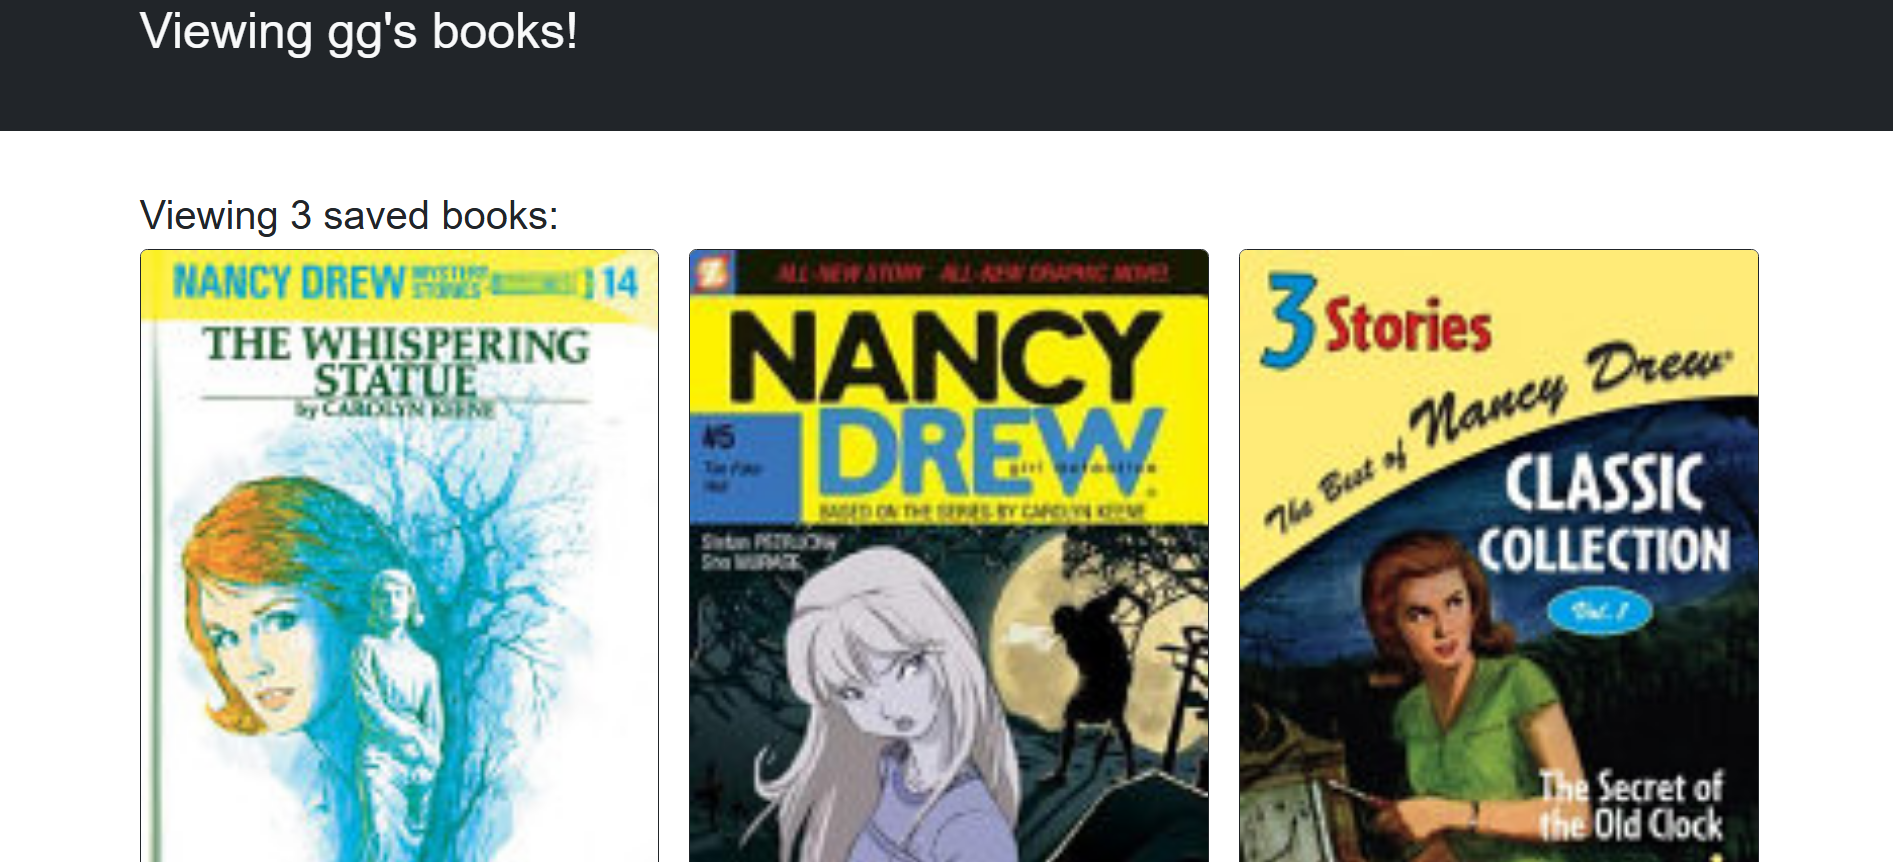 Viewing gg's books!
Viewing 3 saved books:
NANCY DREW MYSTERY STORIES 14
THE WHISPERING
STATUE
by CAROLYN KEENE
ALL-NEW STORY ALL-NEW GRAPHIC NOVEL
NANCY
DREW
girl detective
#5
BASED ON THE SERIES BY CAROLYN KEENE
Stefan PETRUCHA
Sho MURASE
3 Stories
The Best of Nancy Drew
CLASSIC
COLLECTION
Vol. 1
The Secret of
the Old Clock